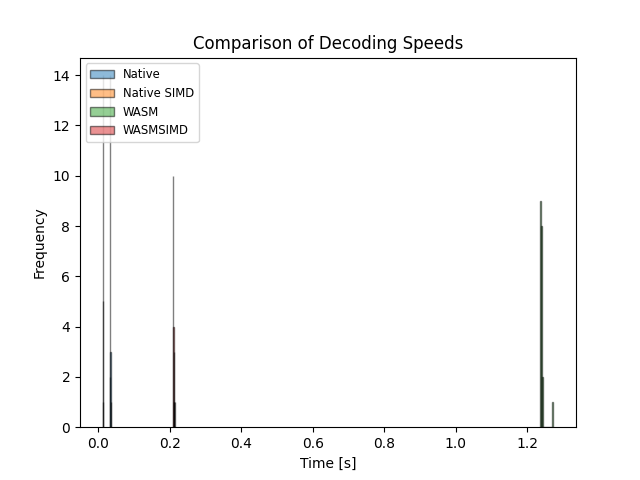 Comparison of Decoding Speeds
Native
Native SIMD
WASM
WASMSIMD
14
12
10
8
6
4
2
0
Frequency
0.0 0.2 0.4 0.6 0.8 1.0 1.2
Time [s]